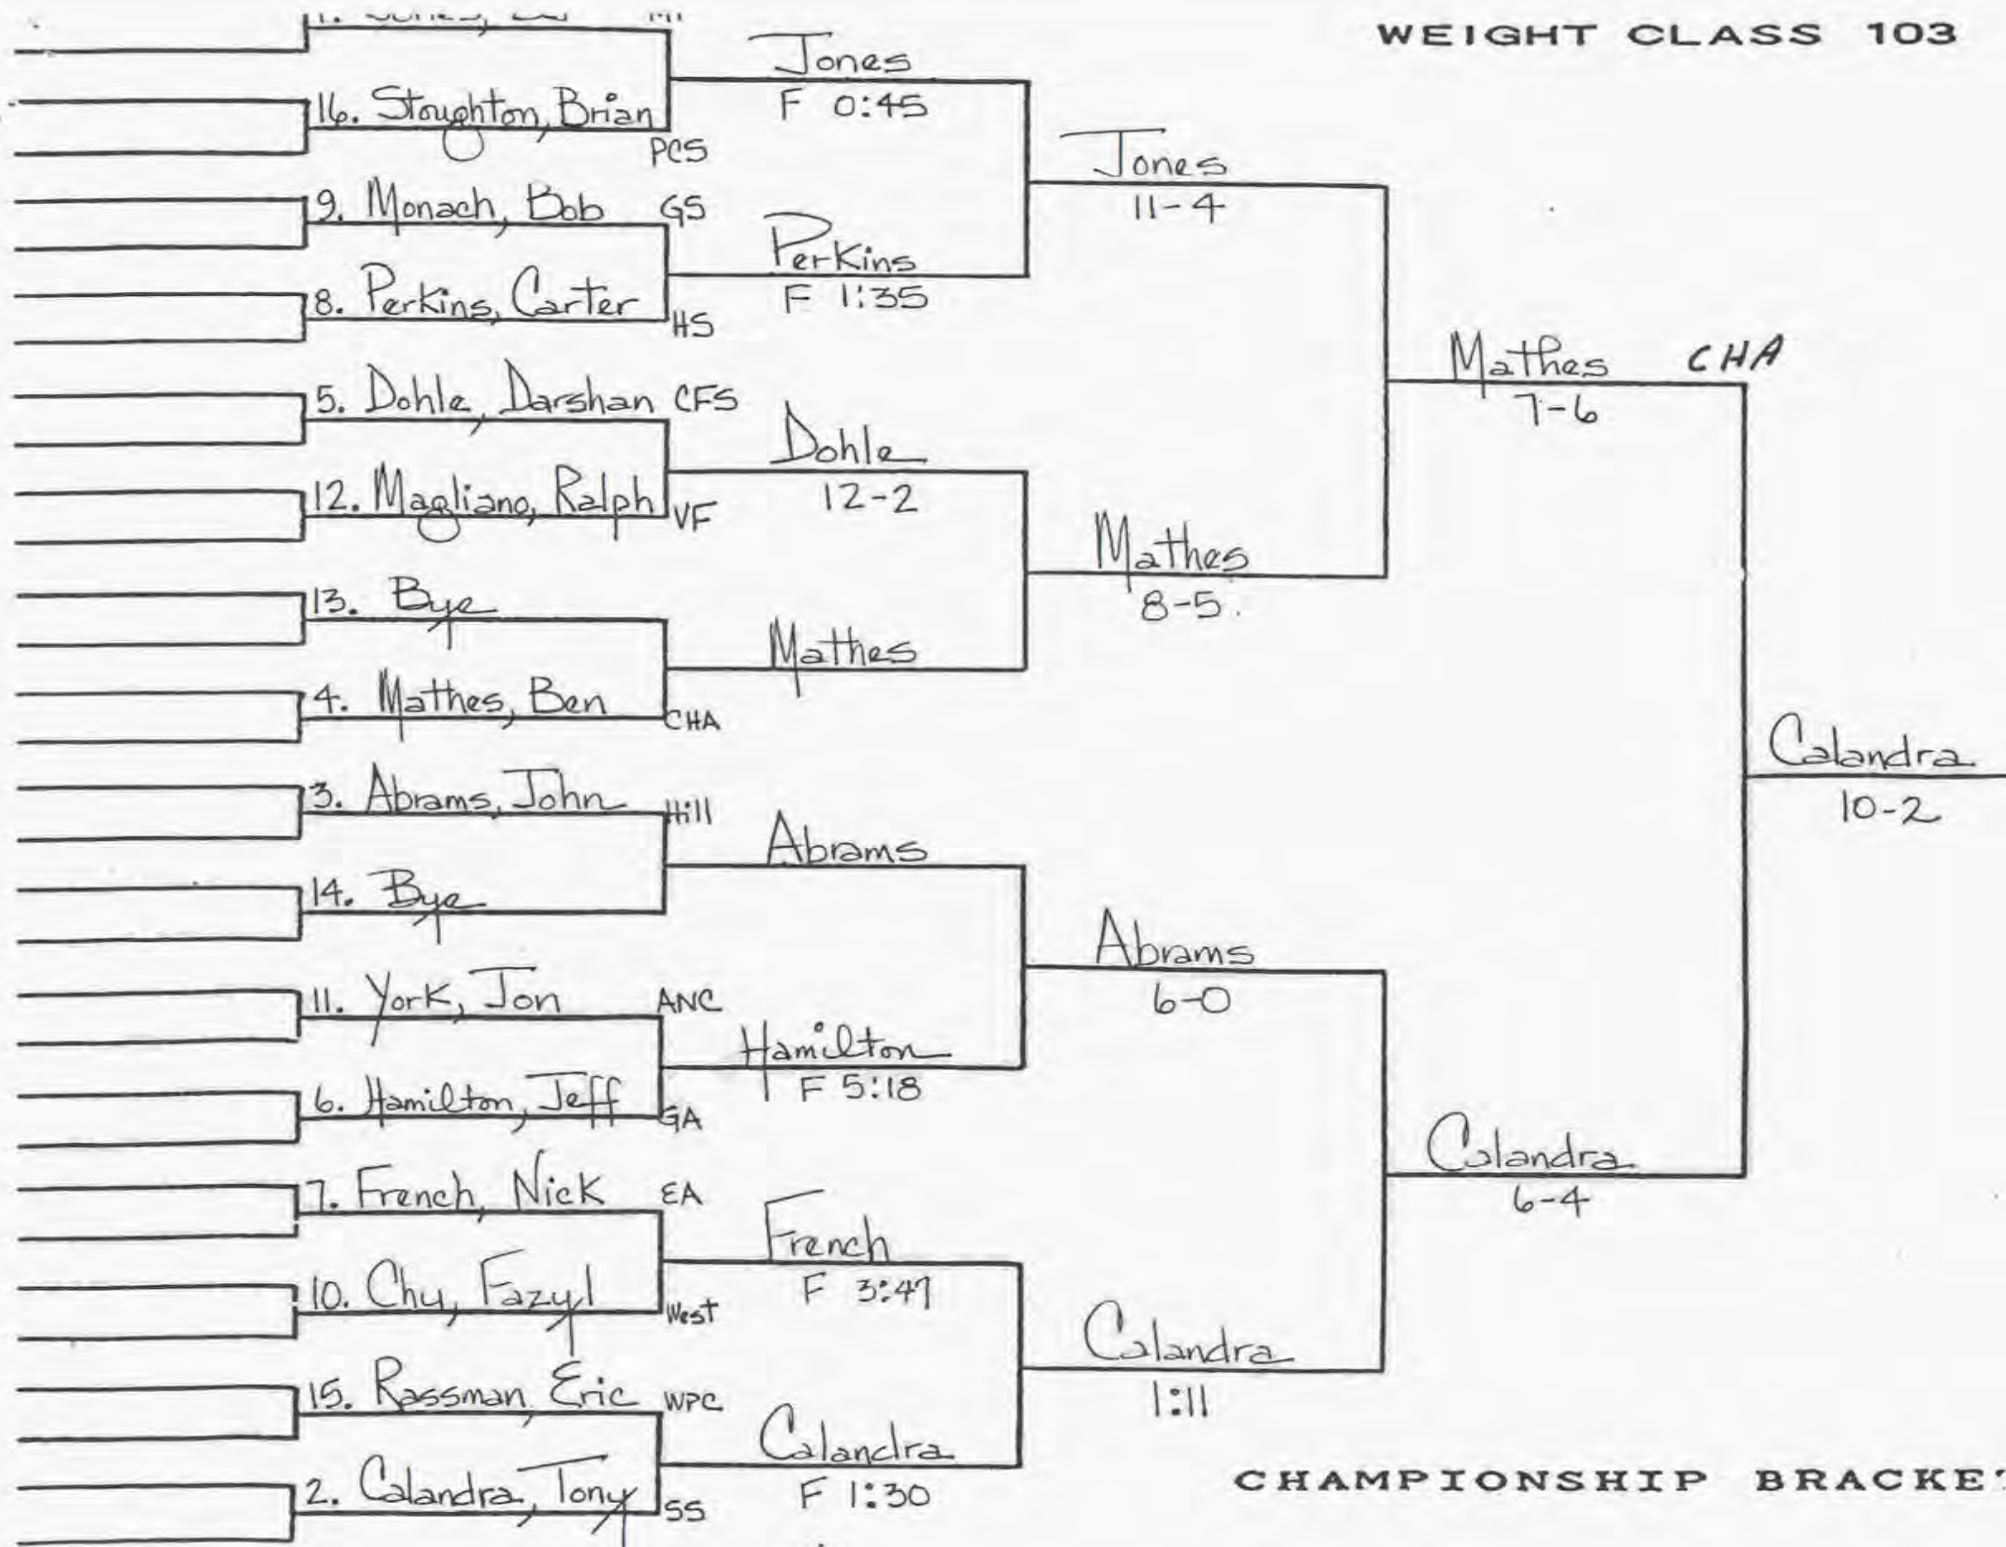 WEIGHT CLASS 103
Jones
F 0:45
16. Stoughton, Brian
PCS
Jones
11-4
9. Monach, Bob GS
Perkins
F 1:35
8. Perkins, Carter
HS
Mathes CHA
7-6
5. Dohle, Darshan CFS
Dohle
12-2
12. Magliano, Ralph VF
Mathes
8-5
13. Bye
Mathes
4. Mathes, Ben
CHA
Calandra
10-2
3. Abrams, John Hill
Abrams
14. Bye
Abrams
6-0
11. York, Jon ANC
Hamilton
F 5:18
6. Hamilton, Jeff GA
Calandra
6-4
7. French, Nick EA
French
F 3:47
10. Chu, Fazyl West
Calandra
1:11
15. Rassman, Eric WPC
Calandra
F 1:30
2. Calandra, Tony SS
CHAMPIONSHIP BRACKET